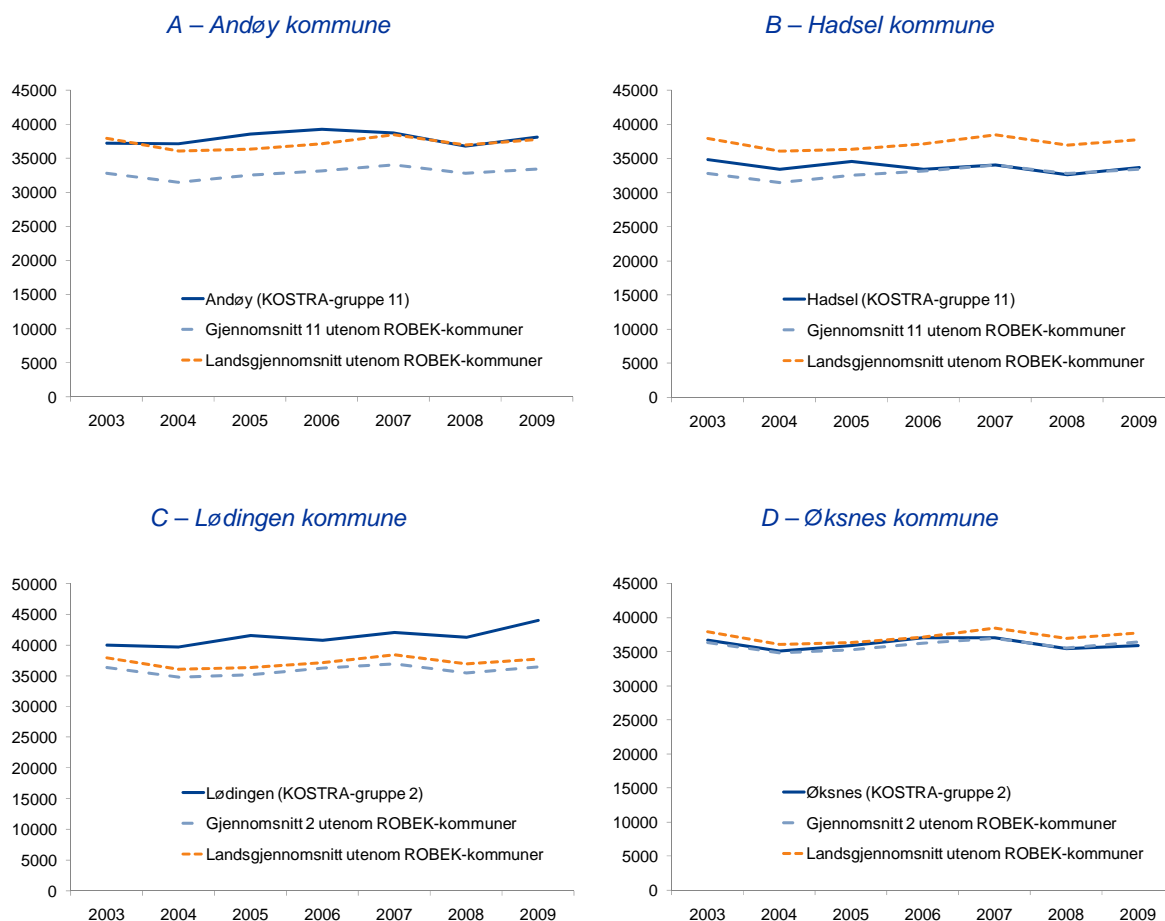 A – Andøy kommune
45000
40000
35000
30000
25000
20000
15000
10000
5000
0
Andøy (KOSTRA-gruppe 11)
Gjennomsnitt 11 utenom ROBEK-kommuner
Landsgjennomsnitt utenom ROBEK-kommuner
2003 2004 2005 2006 2007 2008 2009
B – Hadsel kommune
45000
40000
35000
30000
25000
20000
15000
10000
5000
0
Hadsel (KOSTRA-gruppe 11)
Gjennomsnitt 11 utenom ROBEK-kommuner
Landsgjennomsnitt utenom ROBEK-kommuner
2003 2004 2005 2006 2007 2008 2009
C – Lødingen kommune
50000
45000
40000
35000
30000
25000
20000
15000
10000
5000
0
Lødingen (KOSTRA-gruppe 2)
Gjennomsnitt 2 utenom ROBEK-kommuner
Landsgjennomsnitt utenom ROBEK-kommuner
2003 2004 2005 2006 2007 2008 2009
D – Øksnes kommune
45000
40000
35000
30000
25000
20000
15000
10000
5000
0
Øksnes (KOSTRA-gruppe 2)
Gjennomsnitt 2 utenom ROBEK-kommuner
Landsgjennomsnitt utenom ROBEK-kommuner
2003 2004 2005 2006 2007 2008 2009